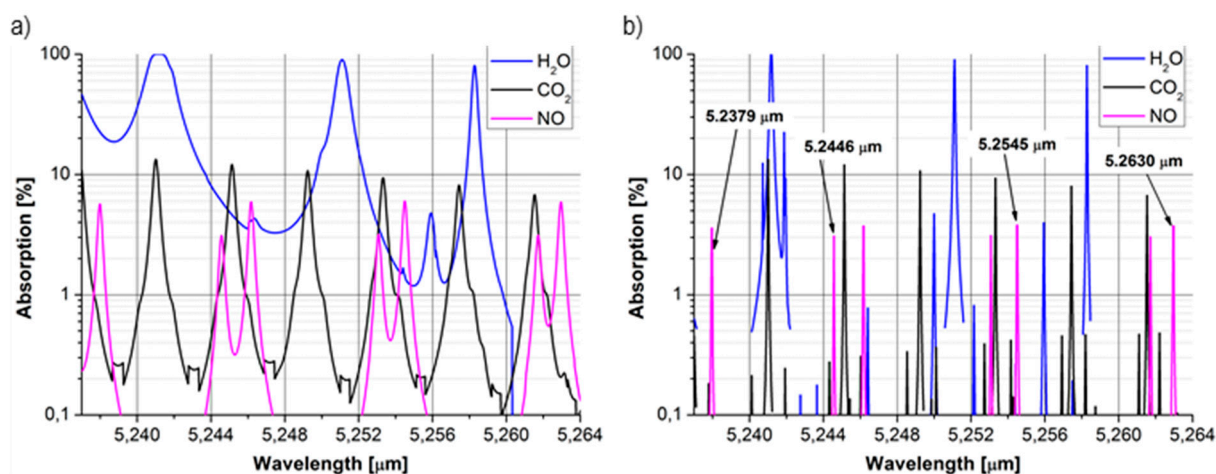 a)
H₂O
CO₂
NO
100
10
1
0,1
Absorption [%]
5,240 5,244 5,248 5,252 5,256 5,260 5,264
Wavelength [μm]
b)
H₂O
CO₂
NO
5.2379 μm
5.2446 μm
5.2545 μm
5.2630 μm
100
10
1
0,1
Absorption [%]
5,240 5,244 5,248 5,252 5,256 5,260 5,264
Wavelength [μm]